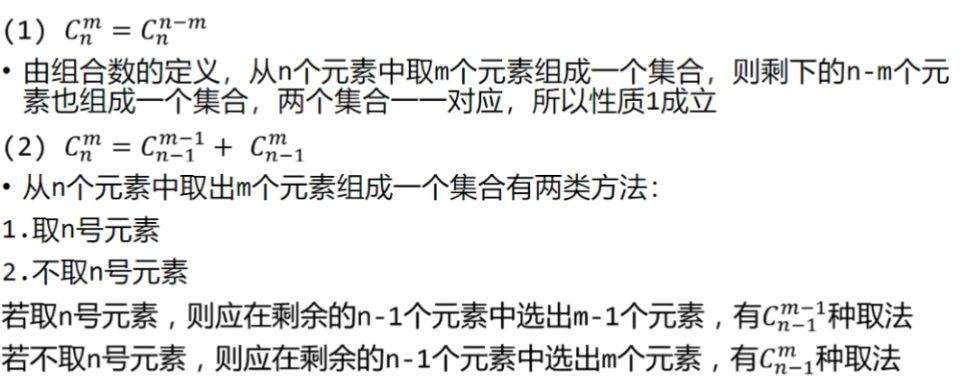 (1) $C_n^m = C_n^{n-m}$
• 由组合数的定义，从n个元素中取m个元素组成一个集合，则剩下的n-m个元
素也组成一个集合，两个集合一一对应，所以性质1成立
(2) $C_n^m = C_{n-1}^{m-1} + C_{n-1}^m$
• 从n个元素中取出m个元素组成一个集合有两类方法：
1.取n号元素
2.不取n号元素
若取n号元素，则应在剩余的n-1个元素中选出m-1个元素，有$C_{n-1}^{m-1}$种取法
若不取n号元素，则应在剩余的n-1个元素中选出m个元素，有$C_{n-1}^m$种取法